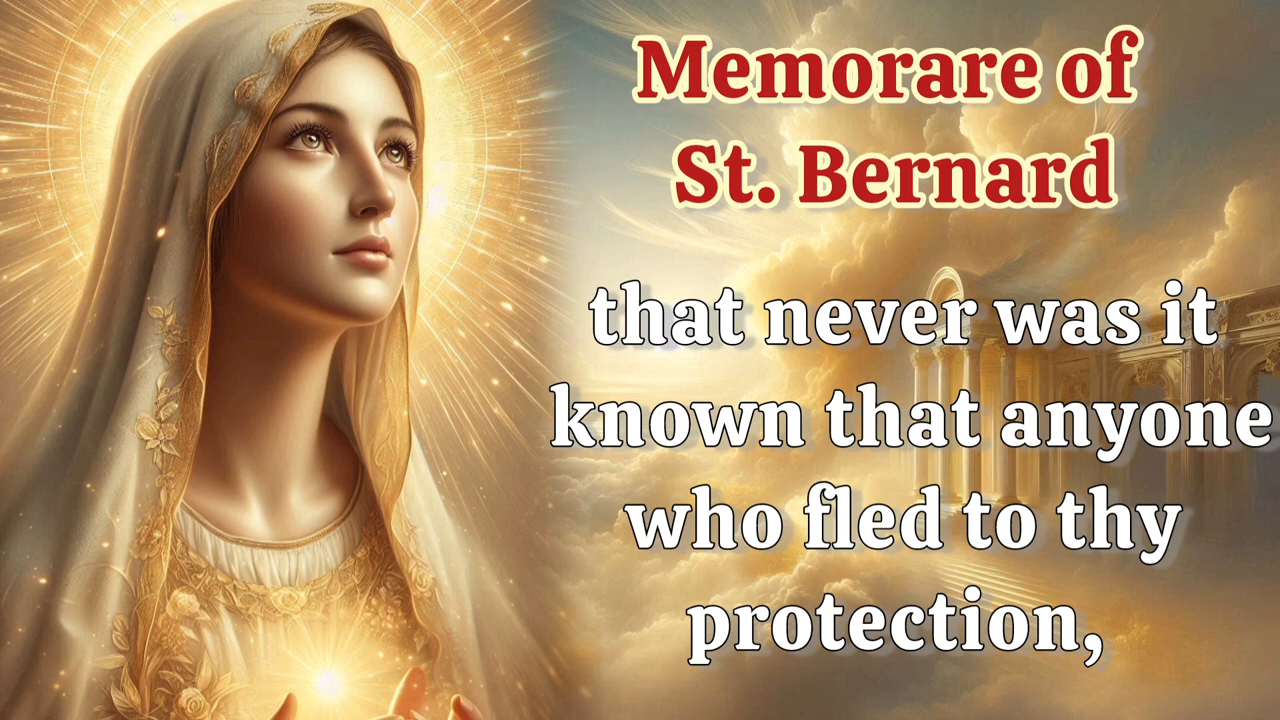 Memorare of
St. Bernard
that never was it
known that anyone
who fled to thy
protection,